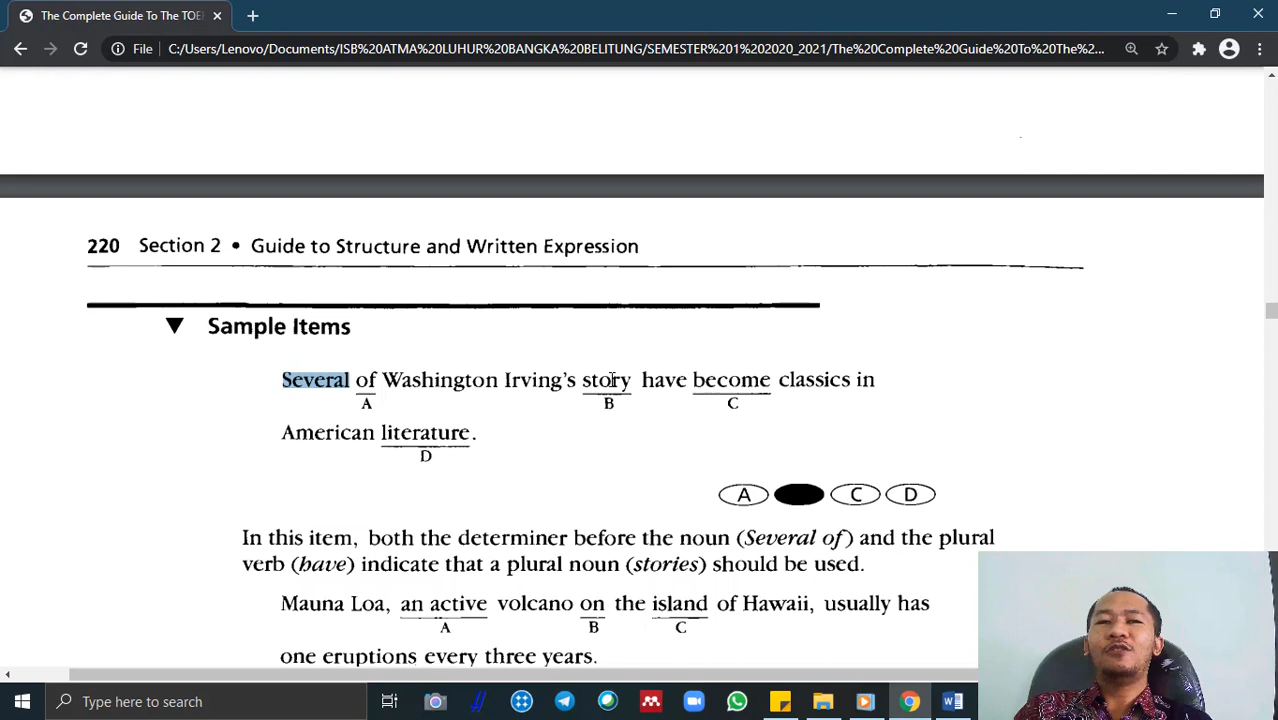 The Complete Guide To The TOE
File C:/Users/Lenovo/Documents/ISB%20ATMA%20LUHUR%20BANGKA%20BELITUNG/SEMESTER%201%202020_2021/The%20Complete%20Guide%20To%20The%2...
220 Section 2 • Guide to Structure and Written Expression
▼ Sample Items
Several of Washington Irving's story have become classics in
A B C
American literature.
D
A C D
In this item, both the determiner before the noun (Several of) and the plural
verb (have) indicate that a plural noun (stories) should be used.
Mauna Loa, an active volcano on the island of Hawaii, usually has
A B C
one eruptions every three years.
Type here to search